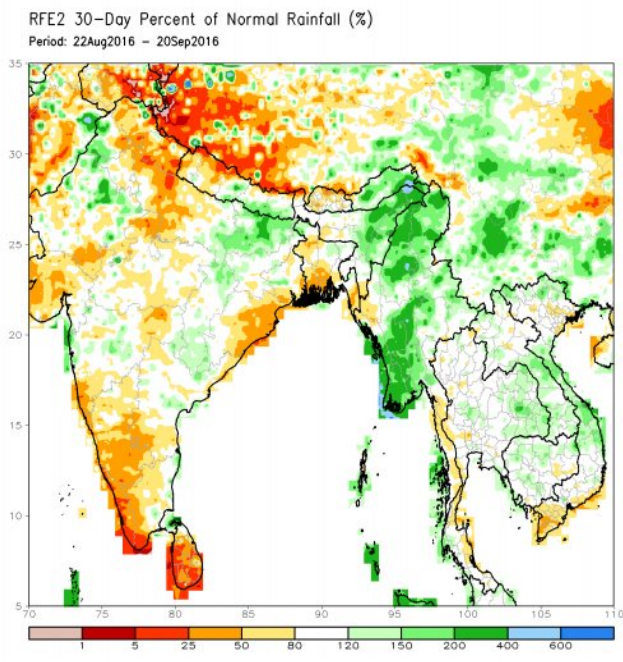 RFE2 30-Day Percent of Normal Rainfall (%)
Period: 22Aug2016 - 20Sep2016
35
30
25
20
15
10
5
70 75 80 85 90 95 100 105 110
1 5 25 50 80 120 150 200 400 600